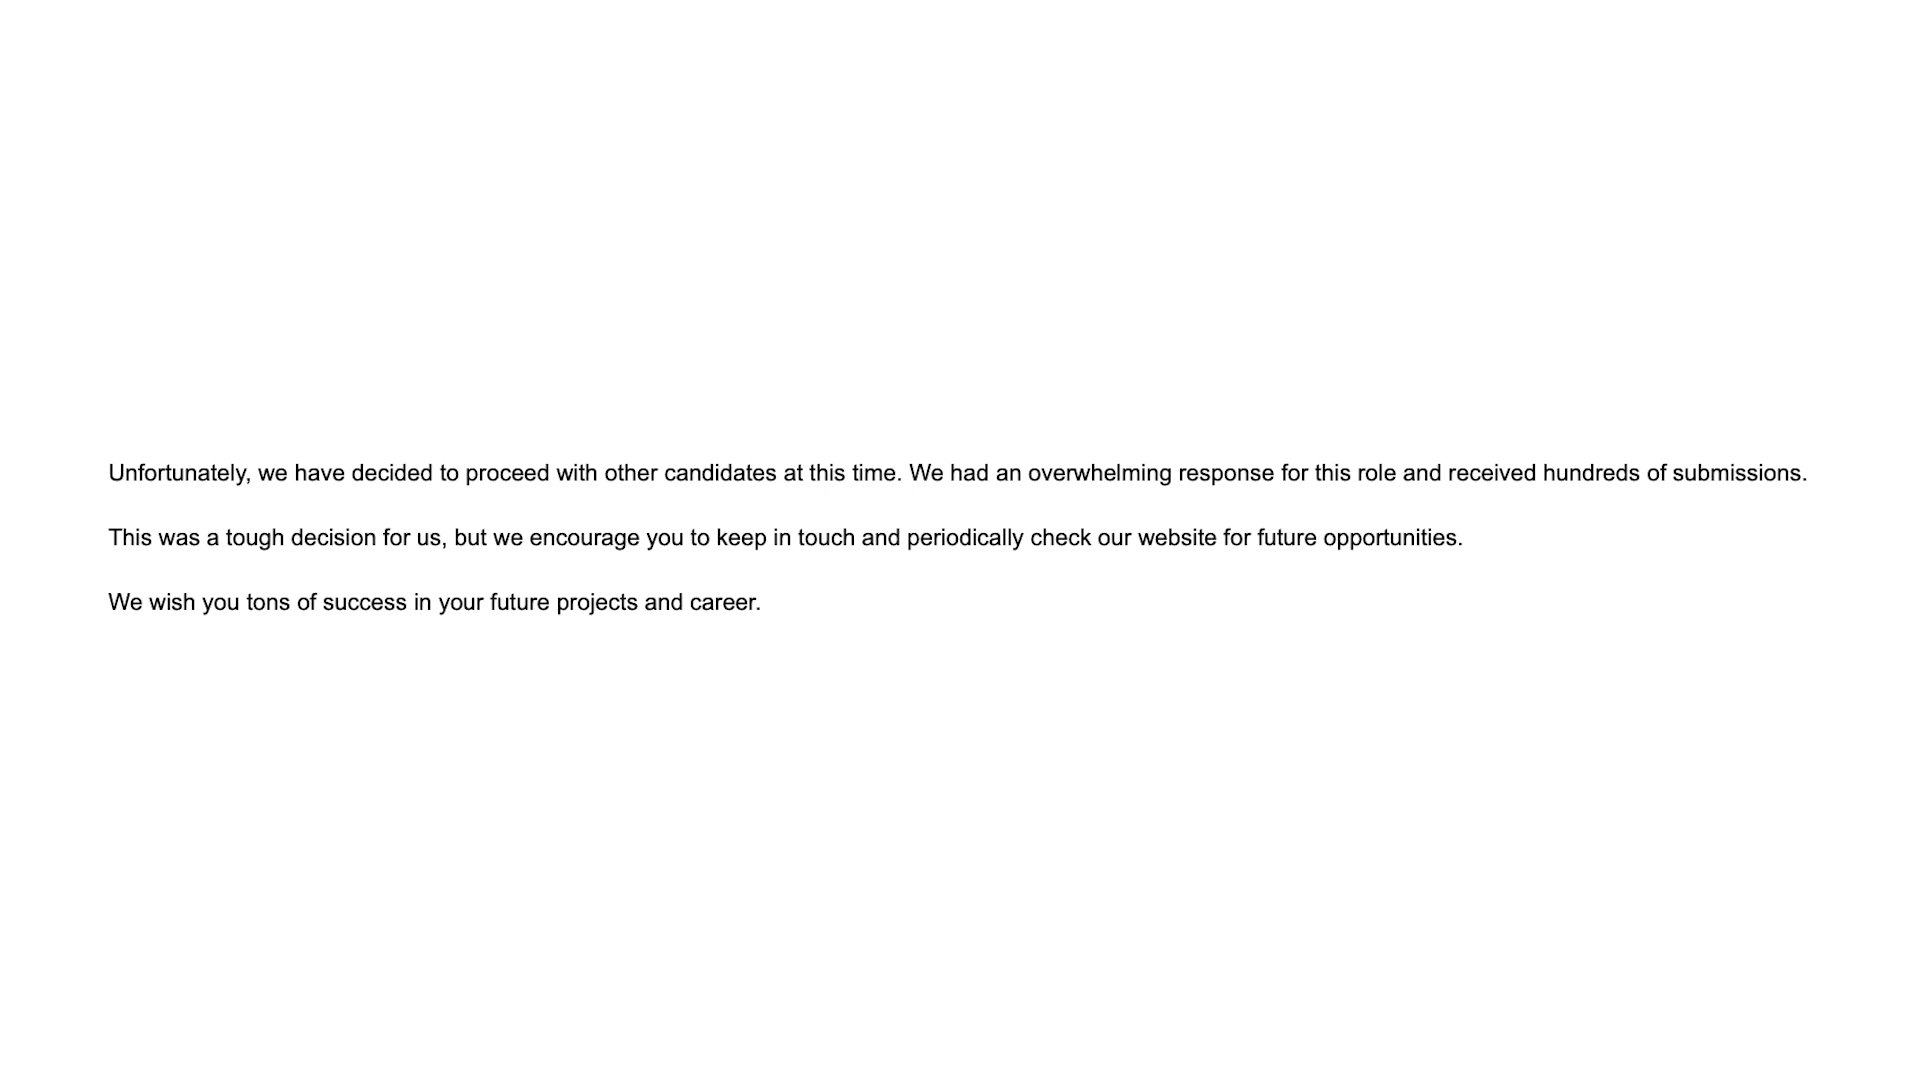 Unfortunately, we have decided to proceed with other candidates at this time. We had an overwhelming response for this role and received hundreds of submissions.
This was a tough decision for us, but we encourage you to keep in touch and periodically check our website for future opportunities.
We wish you tons of success in your future projects and career.